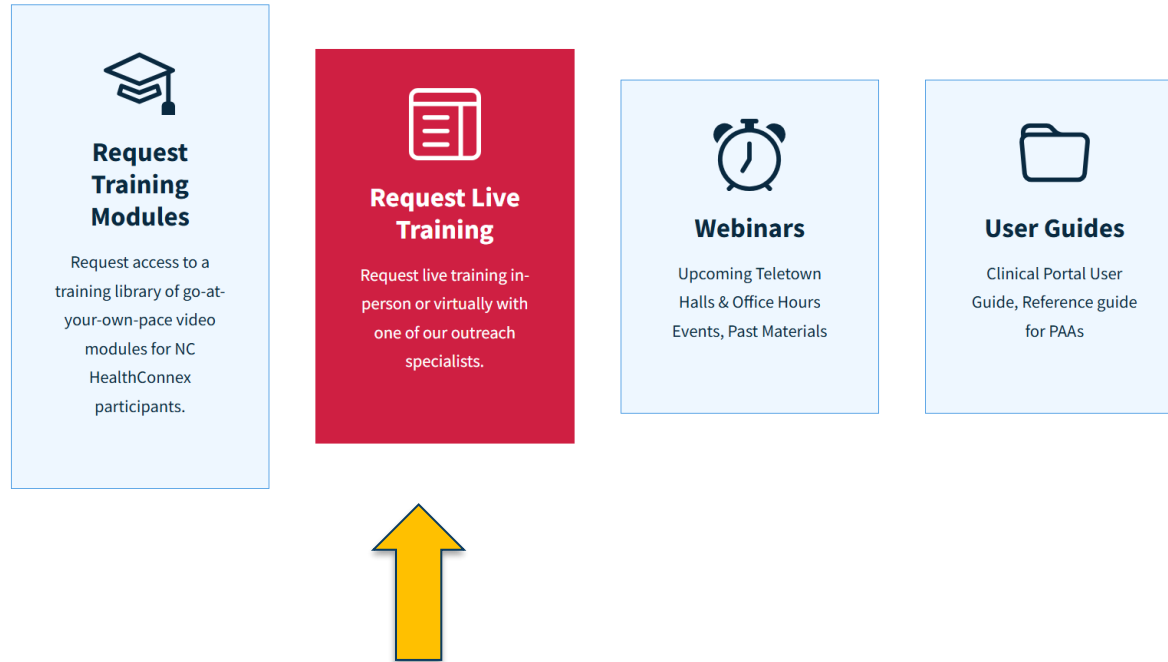 Request
Training
Modules
Request access to a
training library of go-at-
your-own-pace video
modules for NC
HealthConnex
participants.
Request Live
Training
Request live training in-
person or virtually with
one of our outreach
specialists.
Webinars
Upcoming Teletown
Halls & Office Hours
Events, Past Materials
User Guides
Clinical Portal User
Guide, Reference guide
for PAAs